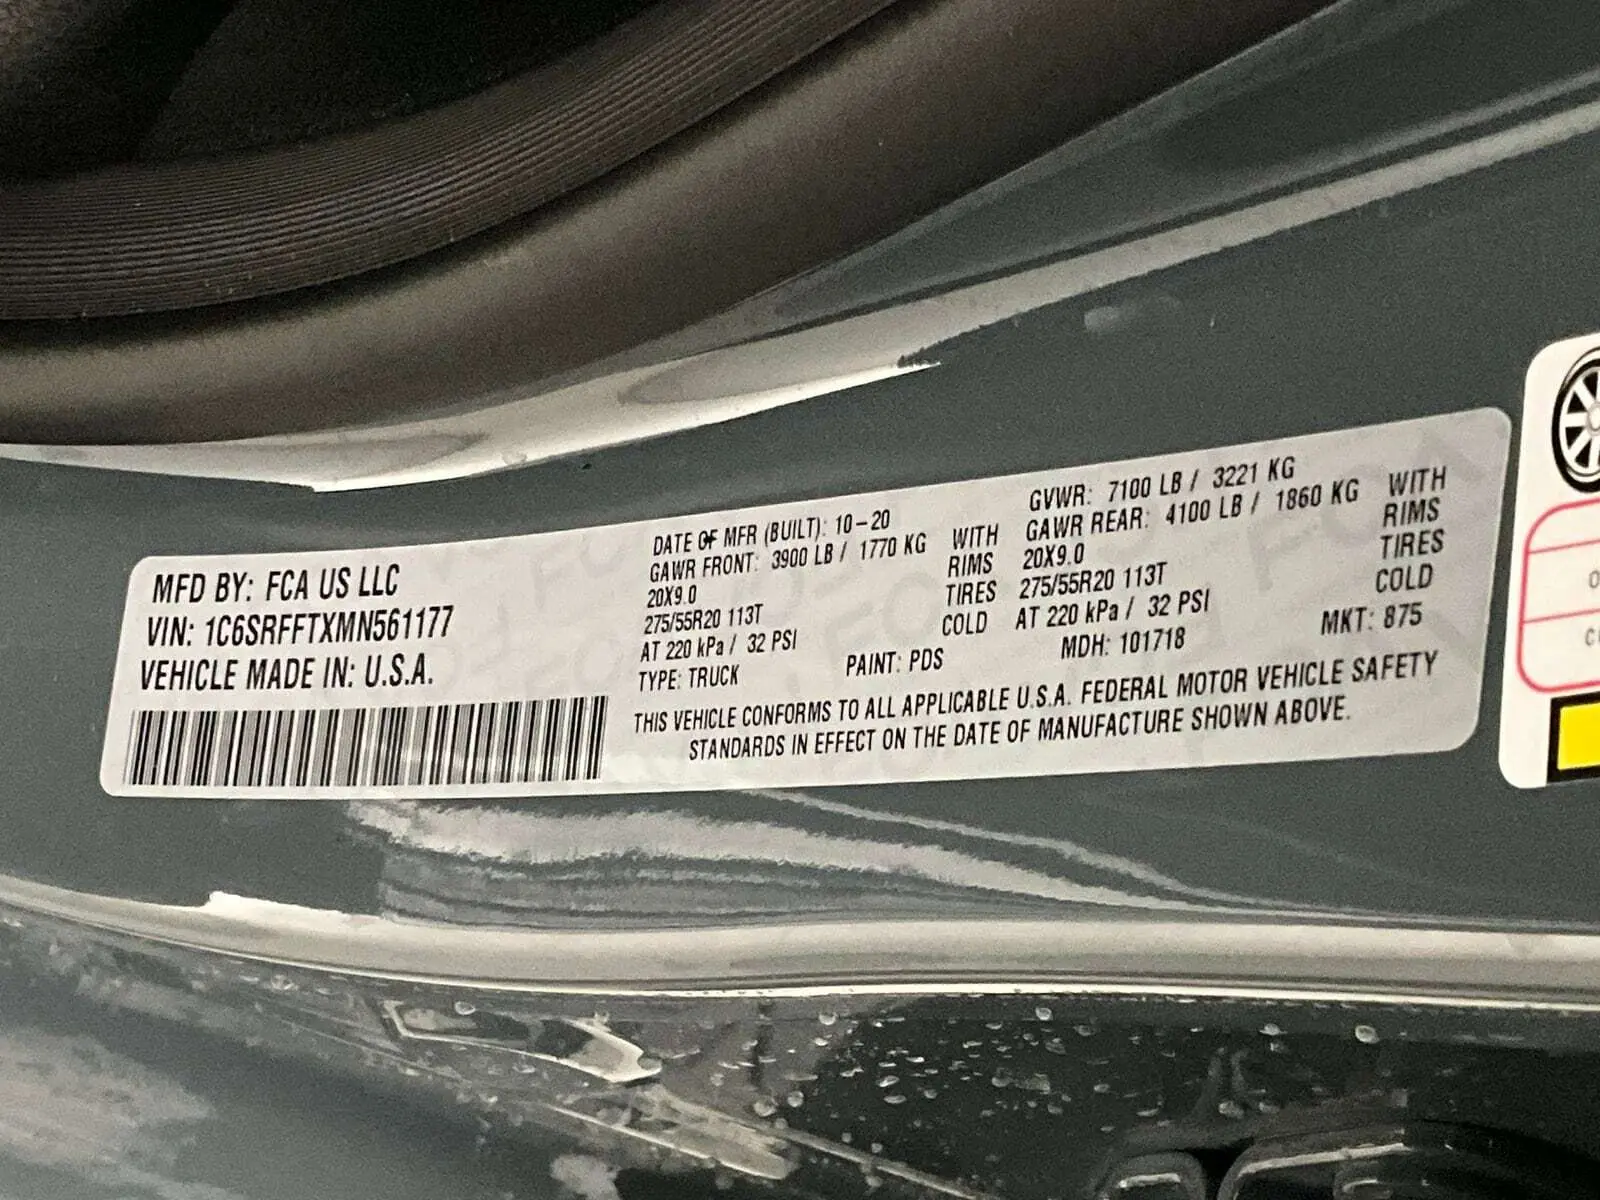 MFD BY: FCA US LLC
VIN: 1C6SRFFTXMN561177
VEHICLE MADE IN: U.S.A.
DATE OF MFR (BUILT): 10-20
GAWR FRONT: 3900 LB / 1770 KG WITH
20X9.0 RIMS
275/55R20 113T TIRES
AT 220 kPa / 32 PSI COLD
TYPE: TRUCK
PAINT: PDS
GVWR: 7100 LB / 3221 KG
GAWR REAR: 4100 LB / 1860 KG WITH
20X9.0 RIMS
275/55R20 113T TIRES
AT 220 kPa / 32 PSI COLD
MDH: 101718
MKT: 875
THIS VEHICLE CONFORMS TO ALL APPLICABLE U.S.A. FEDERAL MOTOR VEHICLE SAFETY
STANDARDS IN EFFECT ON THE DATE OF MANUFACTURE SHOWN ABOVE.